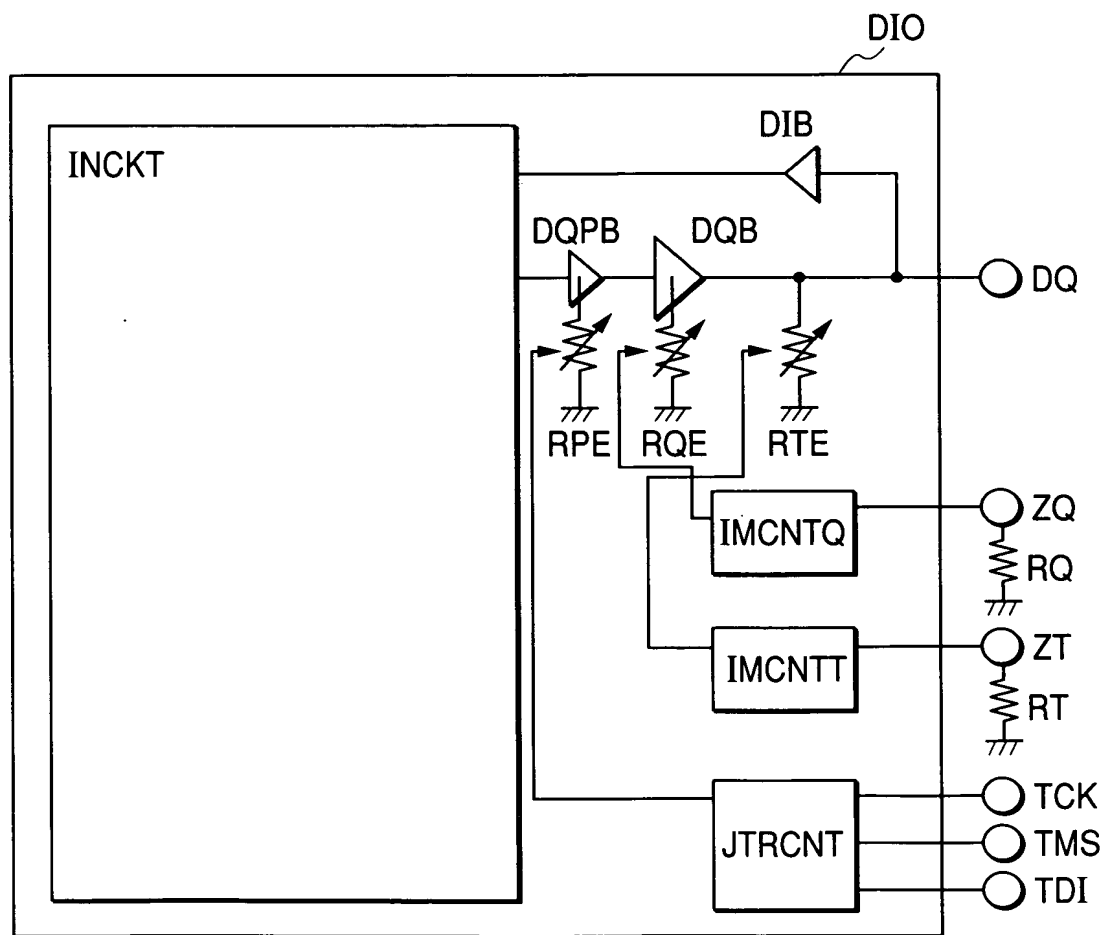 DIO
DIB
INCKT
DQPB
DQB
DQ
RPE
RQE
RTE
IMCNTQ
ZQ
RQ
IMCNTT
ZT
RT
JTRCNT
TCK
TMS
TDI